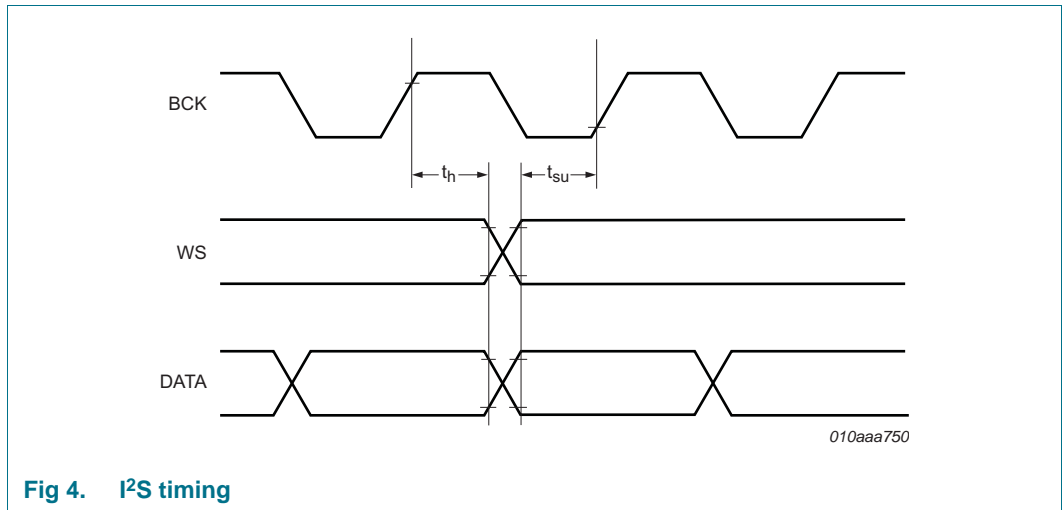 BCK
th
tsu
WS
DATA
010aaa750
Fig 4. I²S timing